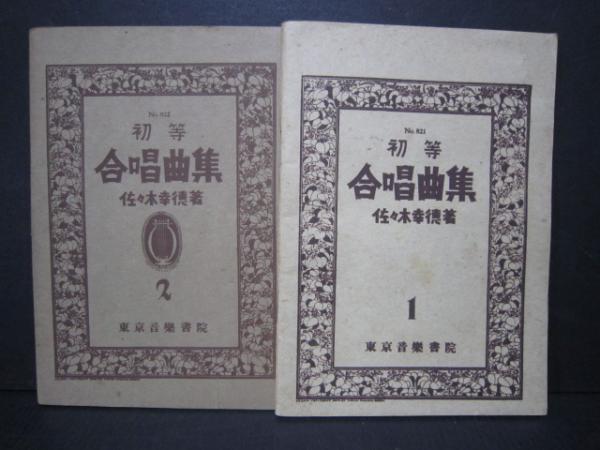 No. 822
初等
合唱曲集
佐々木幸徳著
2
東京音樂書院
No. 821
初等
合唱曲集
佐々木幸徳著
1
東京音樂書院